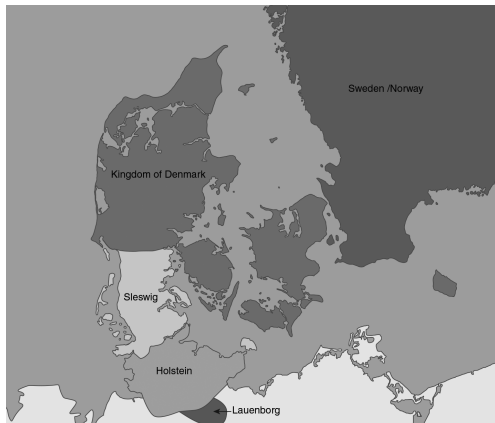 Sweden /Norway
Kingdom of Denmark
Sleswig
Holstein
Lauenborg